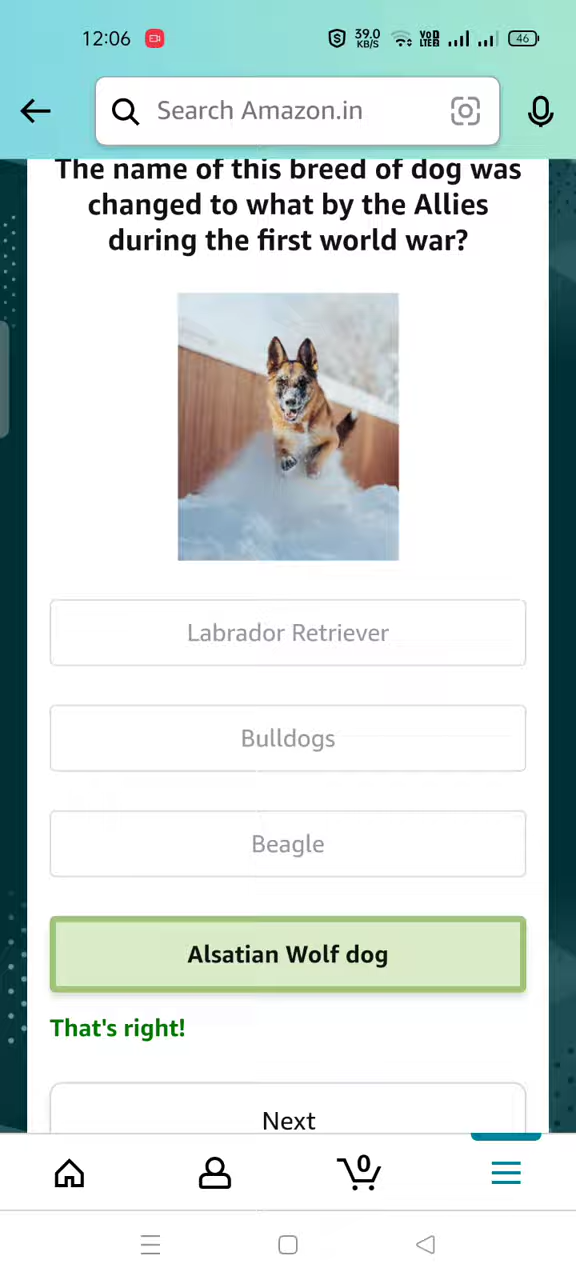 12:06
39.0
KB/S
VoD
LTE2
46
Search Amazon.in
The name of this breed of dog was
changed to what by the Allies
during the first world war?
Labrador Retriever
Bulldogs
Beagle
Alsatian Wolf dog
That's right!
Next
0